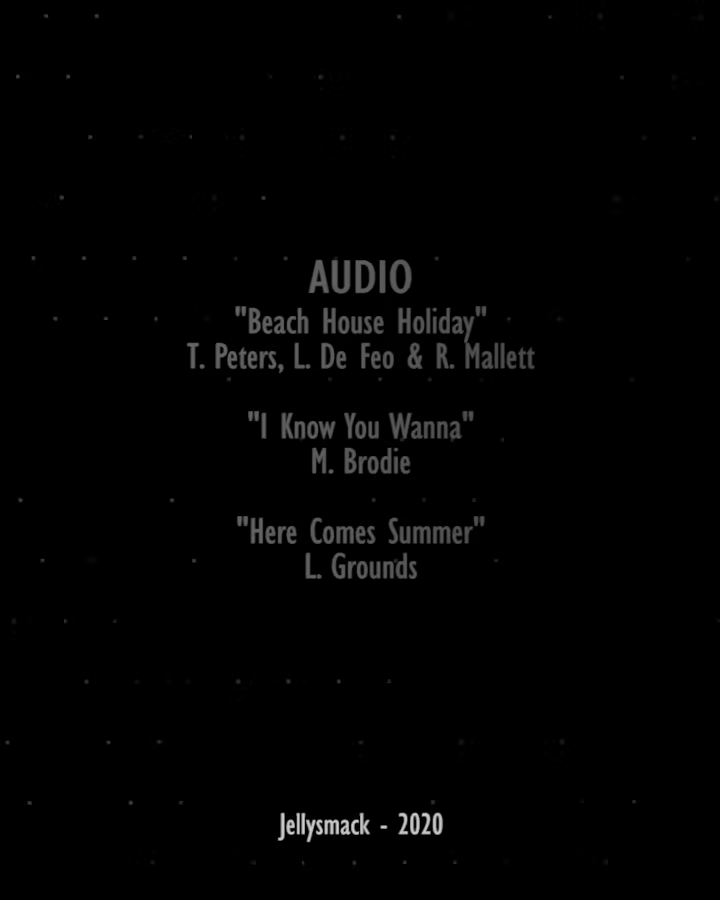 AUDIO
"Beach House Holiday"
T. Peters, L. De Feo & R. Mallett
"I Know You Wanna"
M. Brodie
"Here Comes Summer"
L. Grounds
Jellysmack - 2020